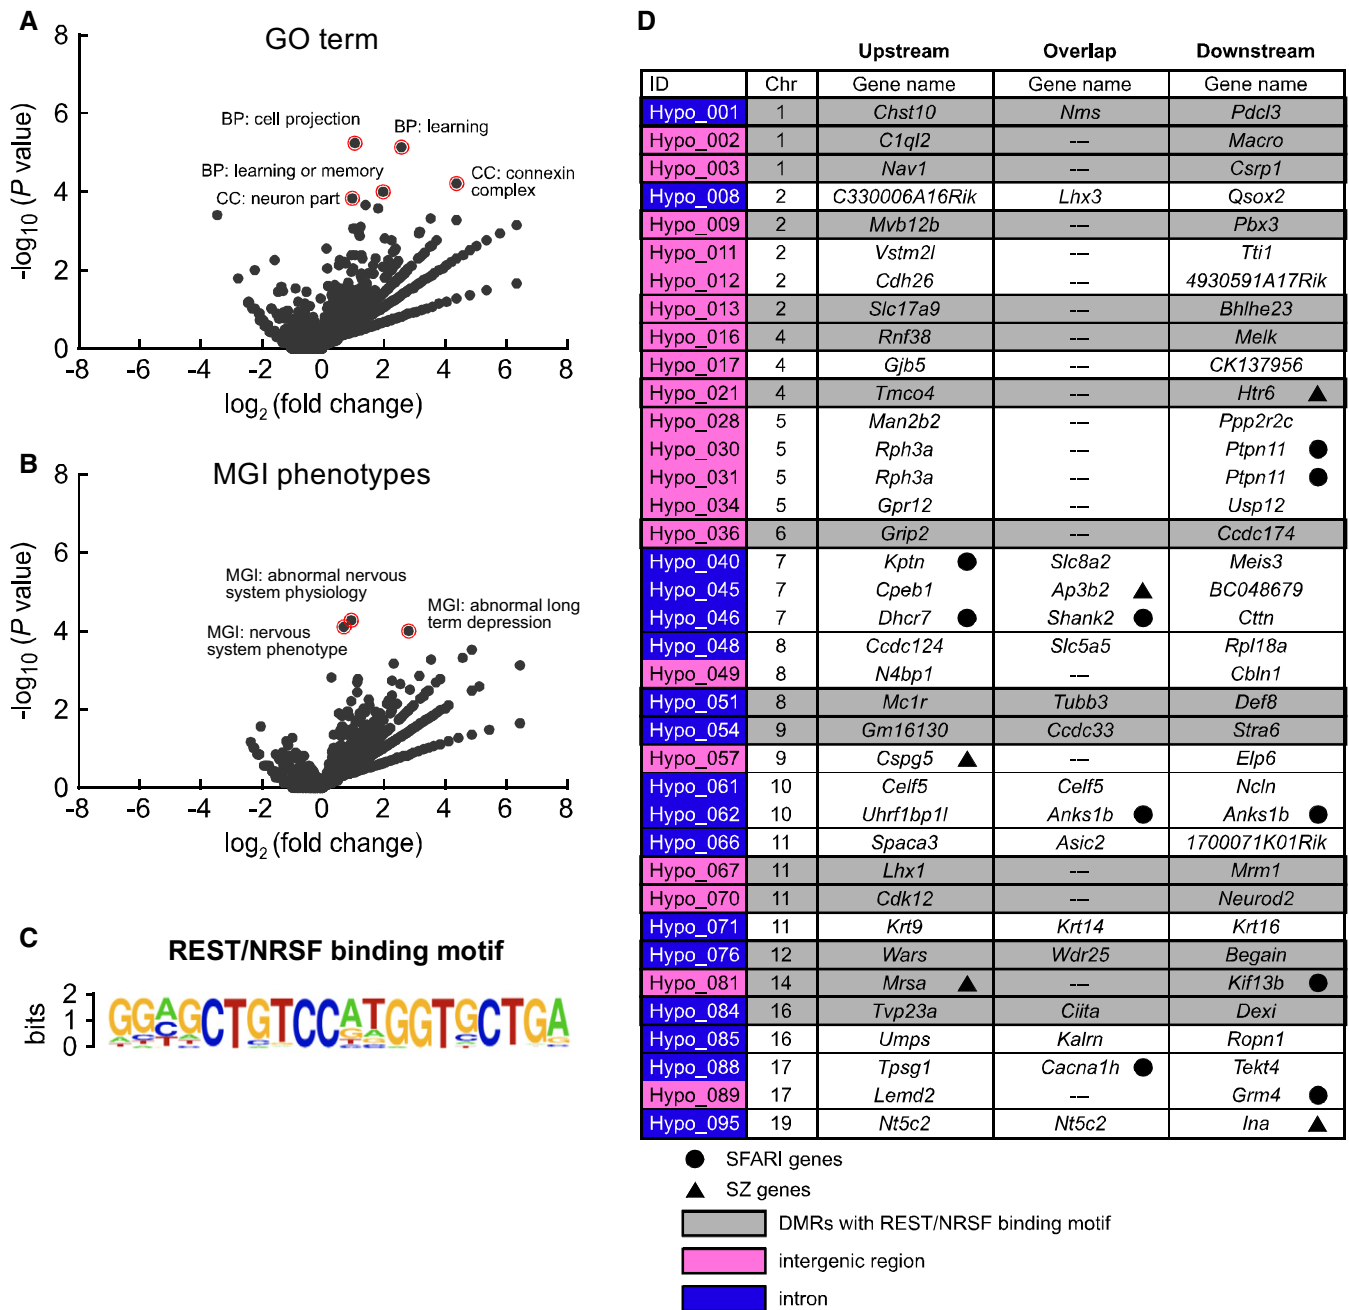 A
GO term
-log10 (P value)
8
6
4
2
0
BP: cell projection
BP: learning
BP: learning or memory
CC: connexin
complex
CC: neuron part
-8 -6 -4 -2 0 2 4 6 8
log2 (fold change)
B
MGI phenotypes
-log10 (P value)
8
6
4
2
0
MGI: abnormal nervous
system physiology
MGI: abnormal long
term depression
MGI: nervous
system phenotype
-8 -6 -4 -2 0 2 4 6 8
log2 (fold change)
C
REST/NRSF binding motif
bits
2
1
0
GGAGCTGTCCATGGTGCTGA
D
Upstream Overlap Downstream
ID Chr Gene name Gene name Gene name
Hypo_001 1 Chst10 Nms Pdcl3
Hypo_002 1 C1ql2 --- Macro
Hypo_003 1 Nav1 --- Csrp1
Hypo_008 2 C330006A16Rik Lhx3 Qsox2
Hypo_009 2 Mvb12b --- Pbx3
Hypo_011 2 Vstm2l --- Tti1
Hypo_012 2 Cdh26 --- 4930591A17Rik
Hypo_013 2 Slc17a9 --- Bhlhe23
Hypo_016 4 Rnf38 --- Melk
Hypo_017 4 Gjb5 --- CK137956
Hypo_021 4 Tmco4 --- Htr6
Hypo_028 5 Man2b2 --- Ppp2r2c
Hypo_030 5 Rph3a --- Ptpn11
Hypo_031 5 Rph3a --- Ptpn11
Hypo_034 5 Gpr12 --- Usp12
Hypo_036 6 Grip2 --- Ccdc174
Hypo_040 7 Kptn Slc8a2 Meis3
Hypo_045 7 Cpeb1 Ap3b2 BC048679
Hypo_046 7 Dhcr7 Shank2 Cttn
Hypo_048 8 Ccdc124 Slc5a5 Rpl18a
Hypo_049 8 N4bp1 --- Cbln1
Hypo_051 8 Mc1r Tubb3 Def8
Hypo_054 9 Gm16130 Ccdc33 Stra6
Hypo_057 9 Cspg5 --- Elp6
Hypo_061 10 Celf5 Celf5 Ncln
Hypo_062 10 Uhrf1bp1l Anks1b Anks1b
Hypo_066 11 Spaca3 Asic2 1700071K01Rik
Hypo_067 11 Lhx1 --- Mrm1
Hypo_070 11 Cdk12 --- Neurod2
Hypo_071 11 Krt9 Krt14 Krt16
Hypo_076 12 Wars Wdr25 Begain
Hypo_081 14 Mrsa --- Kif13b
Hypo_084 16 Tvp23a Ciita Dexi
Hypo_085 16 Umps Kalrn Ropn1
Hypo_088 17 Tpsg1 Cacna1h Tekt4
Hypo_089 17 Lemd2 --- Grm4
Hypo_095 19 Nt5c2 Nt5c2 Ina
SFARI genes
SZ genes
DMRs with REST/NRSF binding motif
intergenic region
intron